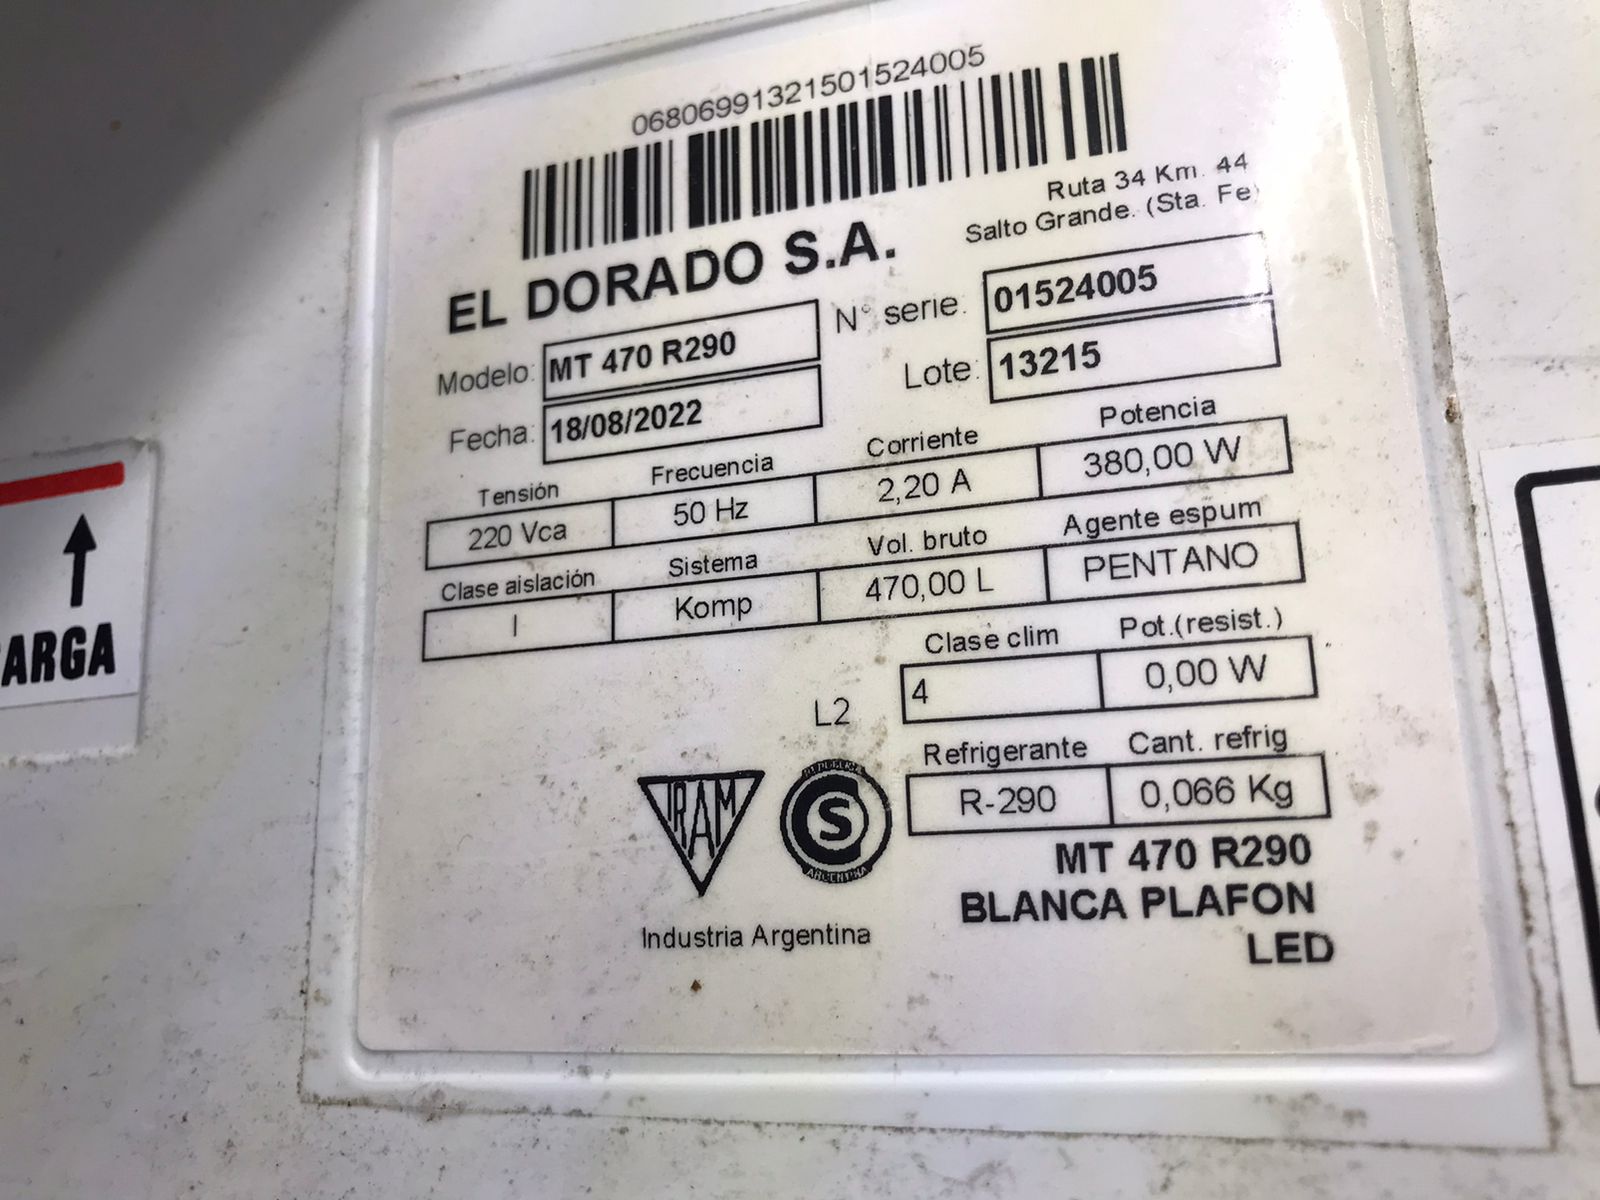 06806991321501524005
Ruta 34 Km. 44
Salto Grande. (Sta. Fe)
EL DORADO S.A.
Modelo: MT 470 R290
N° serie: 01524005
Fecha: 18/08/2022
Lote: 13215
Tensión Frecuencia Corriente Potencia
220 Vca 50 Hz 2,20 A 380,00 W
Clase aislación Sistema Vol. bruto Agente espum
I Komp 470,00 L PENTANO
Clase clim Pot.(resist.)
L2 4 0,00 W
Refrigerante Cant. refrig
R-290 0,066 Kg
IRAM
REPUBLICA
S
ARGENTINA
Industria Argentina
MT 470 R290
BLANCA PLAFON
LED
ARGA